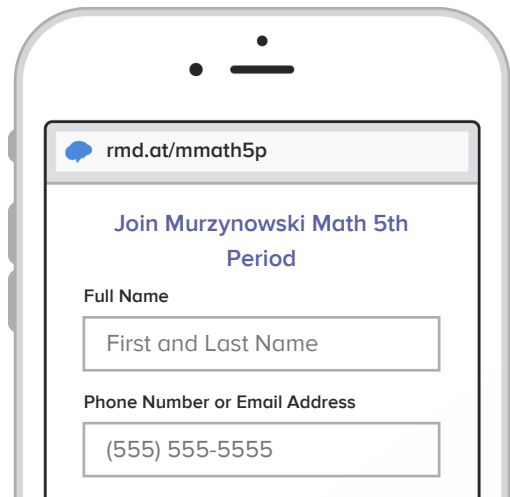 rmd.at/mmath5p
Join Murzynowski Math 5th
Period
Full Name
First and Last Name
Phone Number or Email Address
(555) 555-5555